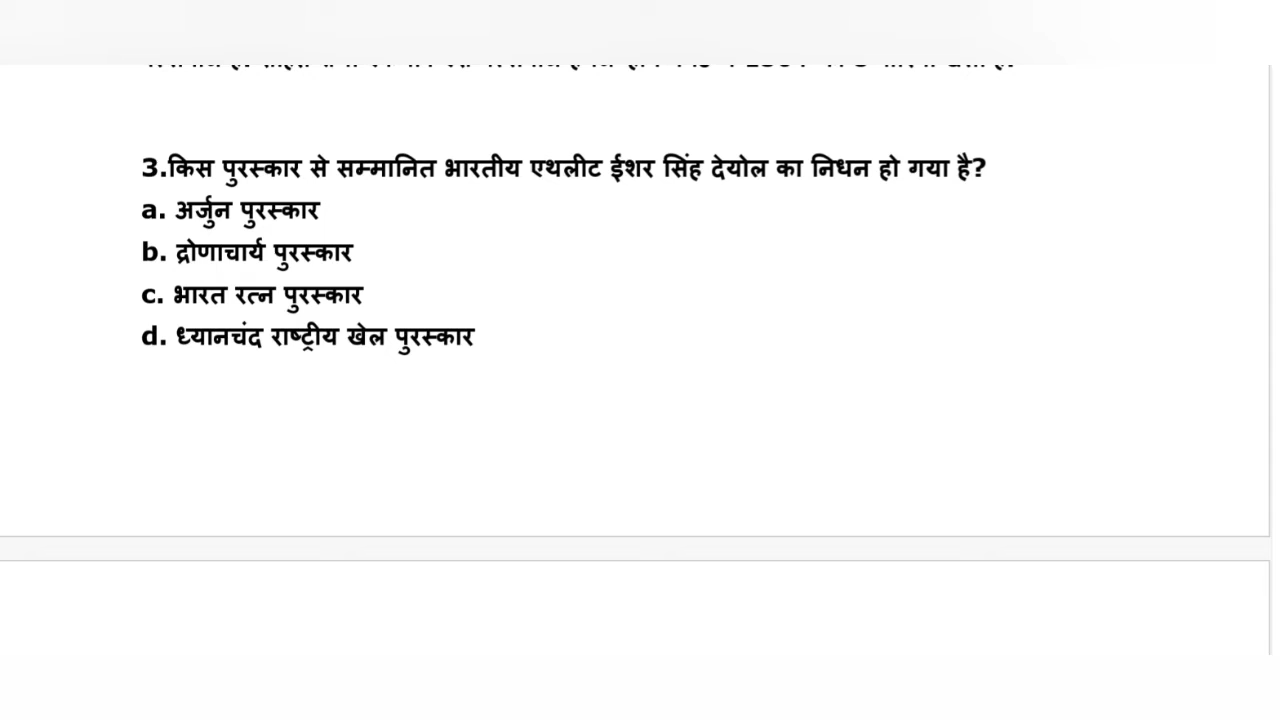 3.किस पुरस्कार से सम्मानित भारतीय एथलीट ईशर सिंह देयोल का निधन हो गया है?
a. अर्जुन पुरस्कार
b. द्रोणाचार्य पुरस्कार
c. भारत रत्न पुरस्कार
d. ध्यानचंद राष्ट्रीय खेल पुरस्कार